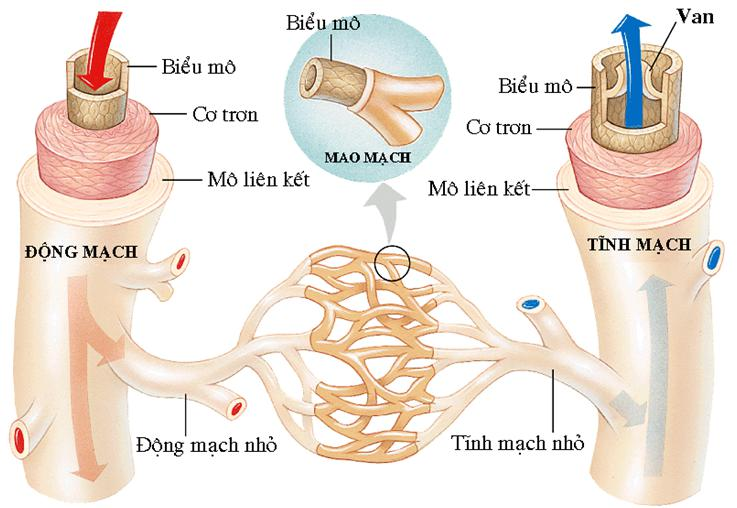 Biểu mô
Cơ trơn
Mô liên kết
ĐỘNG MẠCH
Động mạch nhỏ
Biểu mô
MAO MẠCH
Van
Biểu mô
Cơ trơn
Mô liên kết
TĨNH MẠCH
Tĩnh mạch nhỏ